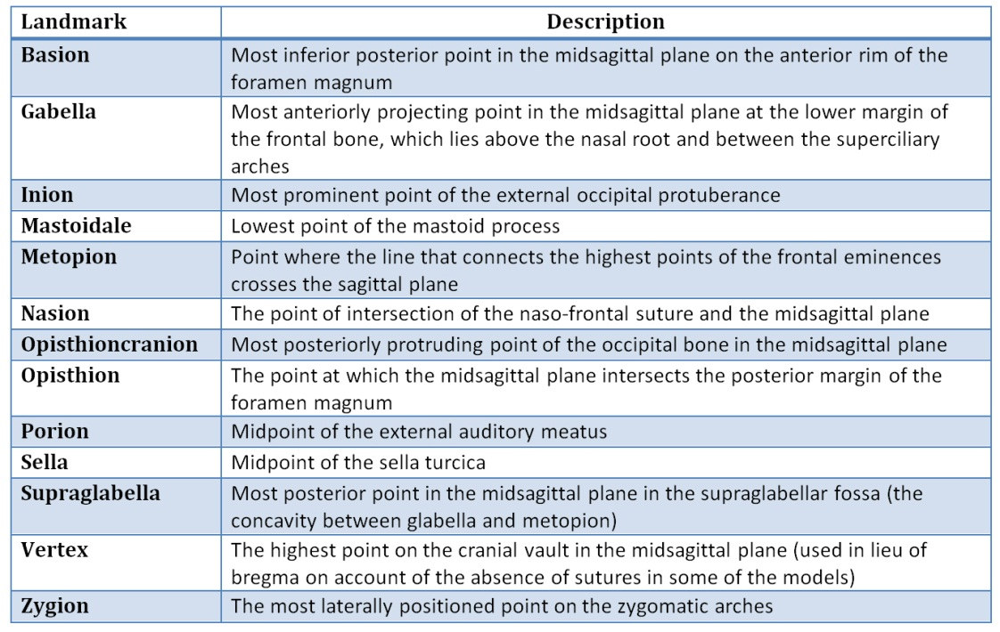 Landmark Description
Basion Most inferior posterior point in the midsagittal plane on the anterior rim of the
foramen magnum
Gabella Most anteriorly projecting point in the midsagittal plane at the lower margin of
the frontal bone, which lies above the nasal root and between the superciliary
arches
Inion Most prominent point of the external occipital protuberance
Mastoidale Lowest point of the mastoid process
Metopion Point where the line that connects the highest points of the frontal eminences
crosses the sagittal plane
Nasion The point of intersection of the naso-frontal suture and the midsagittal plane
Opisthioncranion Most posteriorly protruding point of the occipital bone in the midsagittal plane
Opisthion The point at which the midsagittal plane intersects the posterior margin of the
foramen magnum
Porion Midpoint of the external auditory meatus
Sella Midpoint of the sella turcica
Supraglabella Most posterior point in the midsagittal plane in the supraglabellar fossa (the
concavity between glabella and metopion)
Vertex The highest point on the cranial vault in the midsagittal plane (used in lieu of
bregma on account of the absence of sutures in some of the models)
Zygion The most laterally positioned point on the zygomatic arches